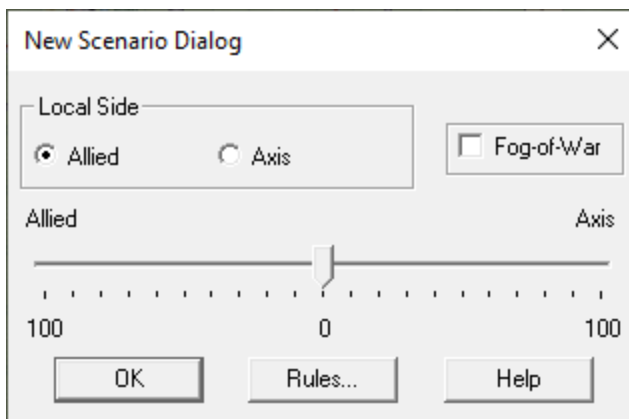 New Scenario Dialog
Local Side
Allied Axis
Fog-of-War
Allied Axis
100 0 100
OK Rules... Help